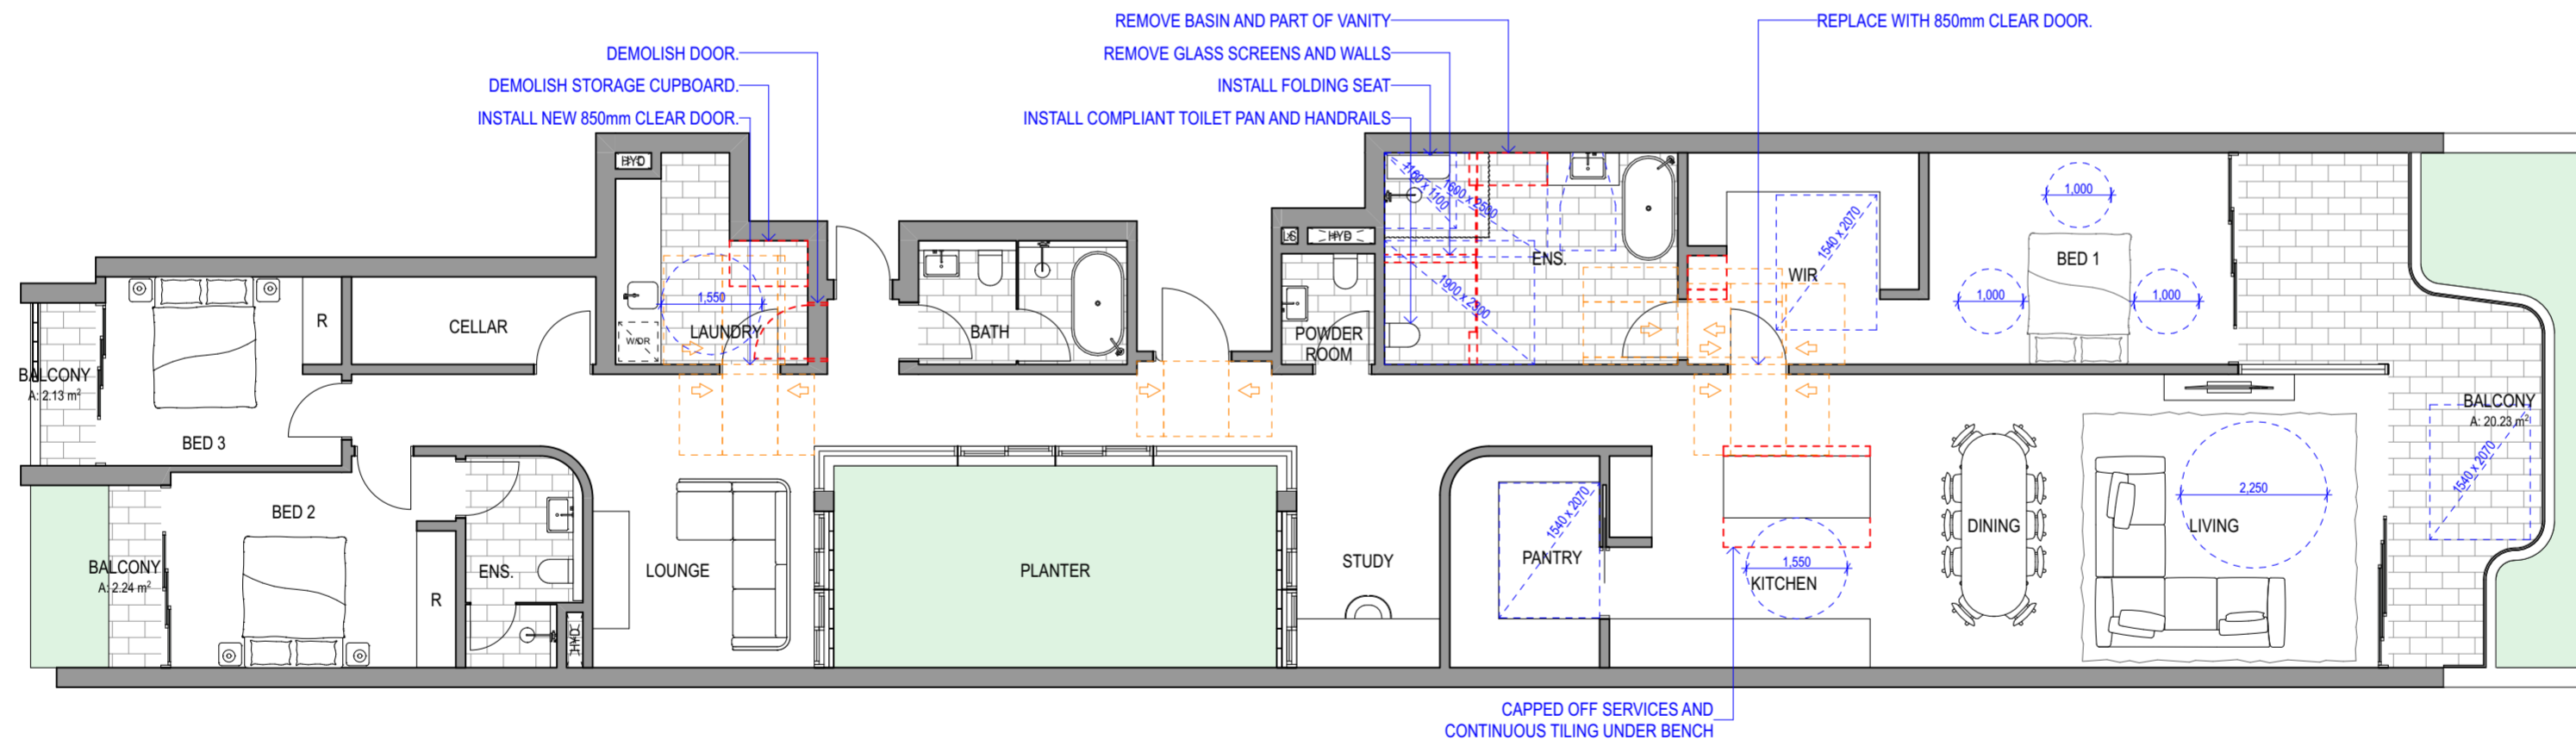 REMOVE BASIN AND PART OF VANITY
REPLACE WITH 850mm CLEAR DOOR.
DEMOLISH DOOR.
REMOVE GLASS SCREENS AND WALLS
DEMOLISH STORAGE CUPBOARD.
INSTALL FOLDING SEAT
INSTALL NEW 850mm CLEAR DOOR.
INSTALL COMPLIANT TOILET PAN AND HANDRAILS
HYD
1160 x 1100
1600 x 2500
1,000
LS
HYD
1540 x 2070
ENS.
BED 1
WIR
1,550
1,000
1,000
1900 x 2300
R
CELLAR
LAUNDRY
W/DR
BATH
POWDER
ROOM
BALCONY
A: 2.13 m²
BALCONY
A: 20.23 m²
BED 3
1540 x 2070
2,250
1540 x 2070
BED 2
DINING
LIVING
BALCONY
A: 2.24 m²
ENS.
LOUNGE
PLANTER
STUDY
PANTRY
1,550
KITCHEN
R
HYD
CAPPED OFF SERVICES AND
CONTINUOUS TILING UNDER BENCH